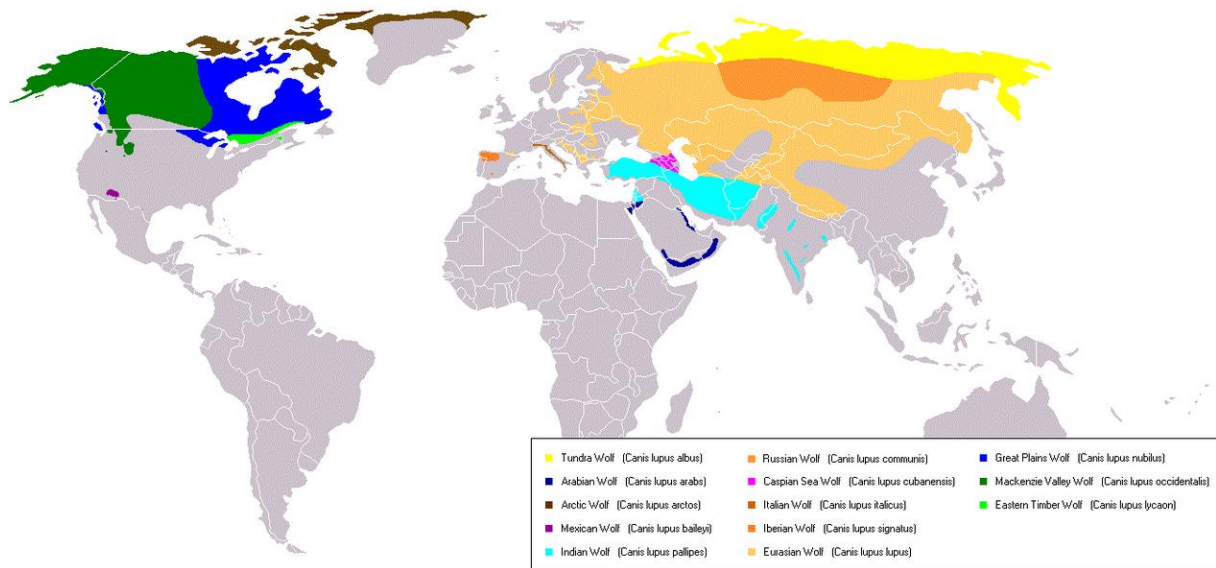 Tundra Wolf (Canis lupus albus)
Arabian Wolf (Canis lupus arabs)
Arctic Wolf (Canis lupus arctos)
Mexican Wolf (Canis lupus baileyi)
Indian Wolf (Canis lupus pallipes)
Russian Wolf (Canis lupus communis)
Caspian Sea Wolf (Canis lupus cubanensis)
Italian Wolf (Canis lupus italicus)
Iberian Wolf (Canis lupus signatus)
Eurasian Wolf (Canis lupus lupus)
Great Plains Wolf (Canis lupus nubilus)
Mackenzie Valley Wolf (Canis lupus occidentalis)
Eastern Timber Wolf (Canis lupus lycaon)